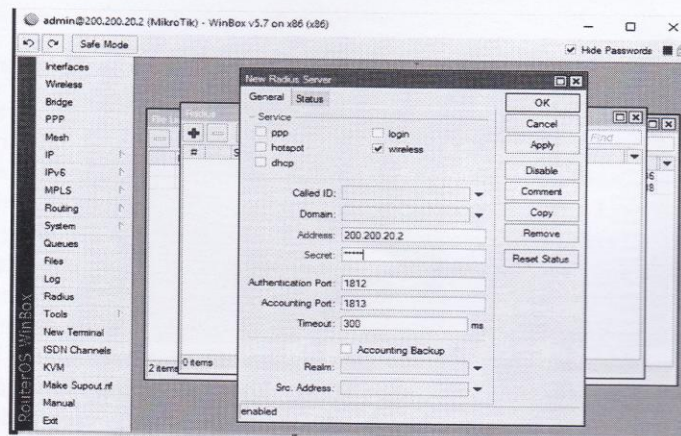 admin@200.200.20.2 (MikroTik) - WinBox v5.7 on x86 (x86)
Safe Mode
Hide Passwords
Interfaces
Wireless
Bridge
PPP
Mesh
IP
IPv6
MPLS
Routing
System
Queues
Files
Log
Radius
Tools
New Terminal
ISDN Channels
KVM
Make Supout.rif
Manual
Exit
RouterOS WinBox
File Li
2 items
Radius
#
S
0 items
Find
New Radius Server
General
Status
Service
ppp
login
hotspot
wireless
dhcp
Called ID:
Domain:
Address: 200.200.20.2
Secret: *****
Authentication Port: 1812
Accounting Port: 1813
Timeout: 300 ms
Accounting Backup
Realm:
Src. Address:
enabled
OK
Cancel
Apply
Disable
Comment
Copy
Remove
Reset Status